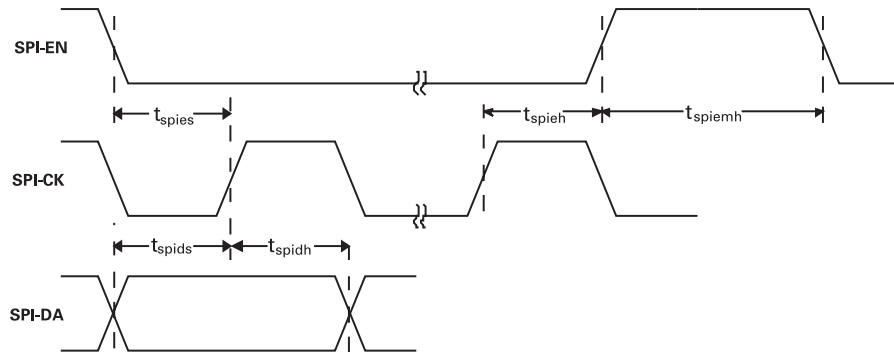 SPI-EN
tspies
tspieh
tspiemh
SPI-CK
tspids
tspidh
SPI-DA